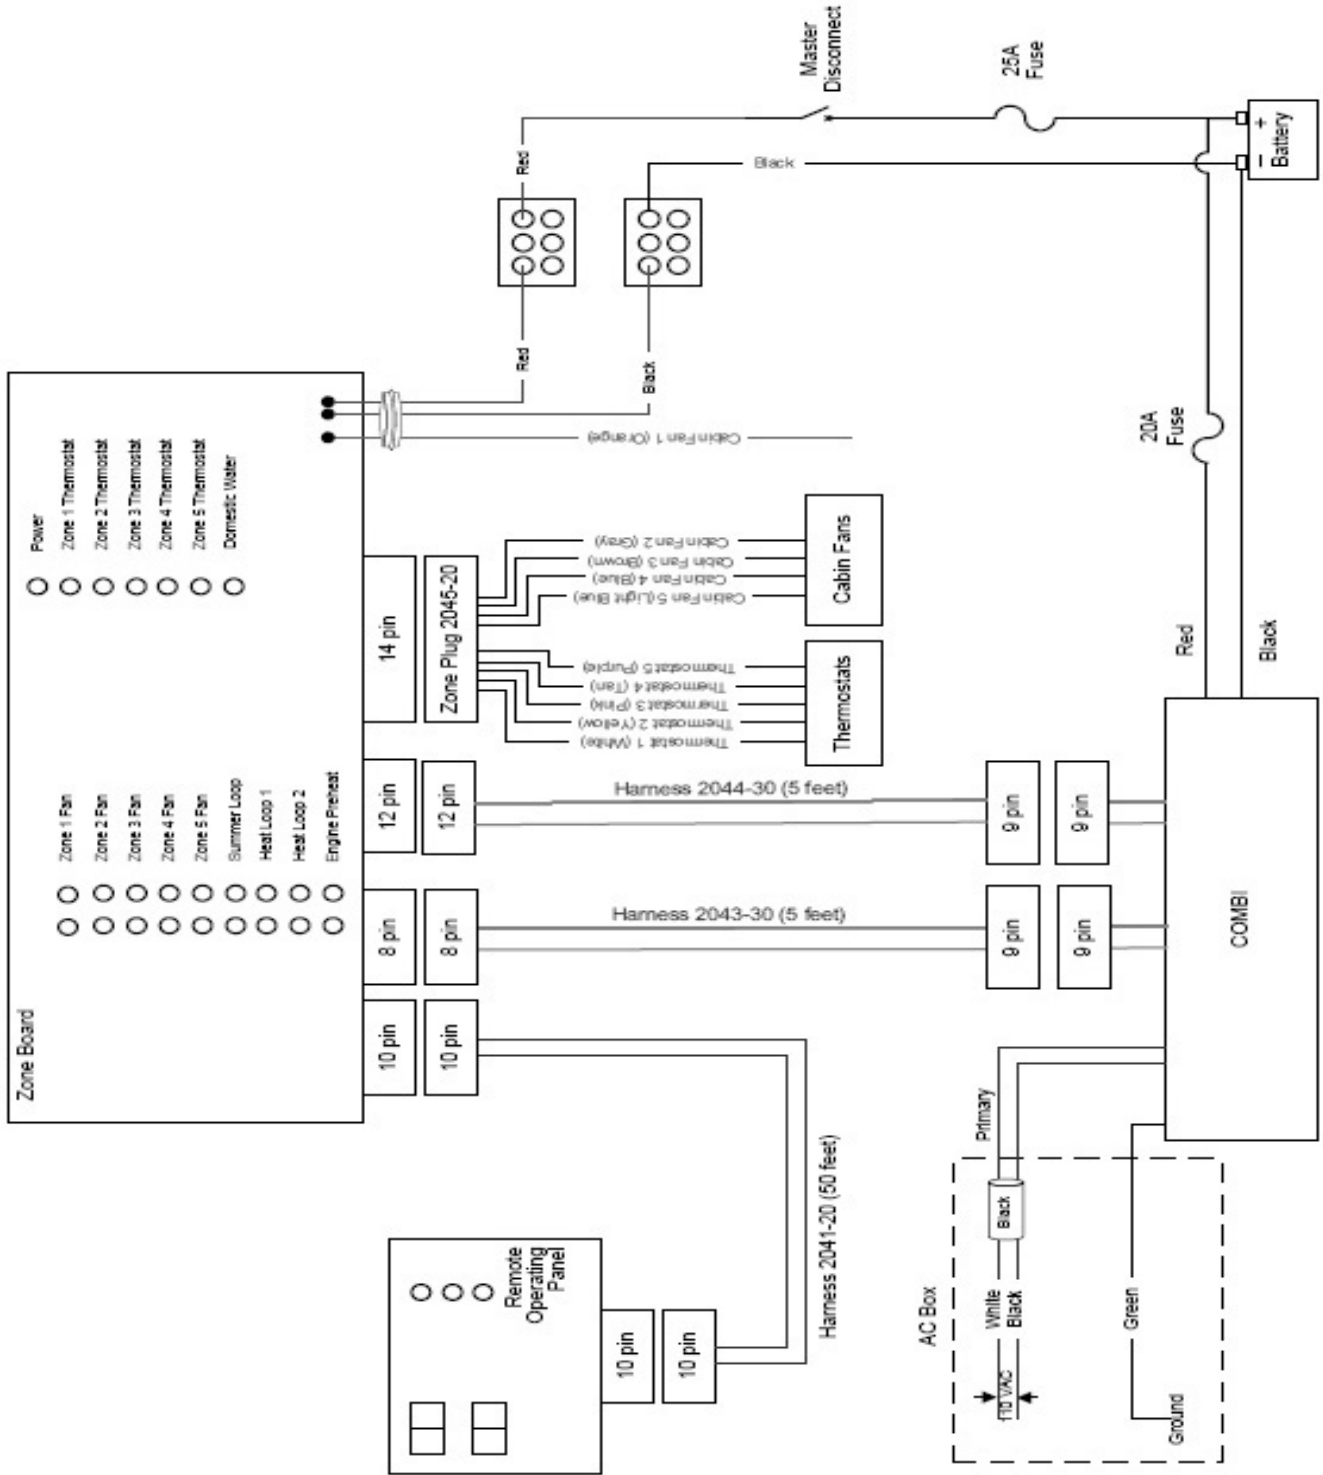 Zone Board
Power
Zone 1 Thermostat
Zone 2 Thermostat
Zone 3 Thermostat
Zone 4 Thermostat
Zone 5 Thermostat
Domestic Water
Zone 1 Fan
Zone 2 Fan
Zone 3 Fan
Zone 4 Fan
Zone 5 Fan
Summer Loop
Heat Loop 1
Heat Loop 2
Engine Preheat
10 pin
8 pin
12 pin
14 pin
10 pin
8 pin
12 pin
Zone Plug 2045-20
Red
Black
Red
Black
Master
Disconnect
25A
Fuse
+
−
Battery
20A
Fuse
Red
Black
Cabin Fan 1 (Orange)
Cabin Fan 2 (Gray)
Cabin Fan 3 (Brown)
Cabin Fan 4 (Blue)
Cabin Fan 5 (Light Blue)
Cabin Fans
Thermostat 5 (Purple)
Thermostat 4 (Tan)
Thermostat 3 (Pink)
Thermostat 2 (Yellow)
Thermostat 1 (White)
Thermostats
Harness 2044-30 (5 feet)
9 pin
9 pin
Harness 2043-30 (5 feet)
9 pin
9 pin
COMBI
Harness 2041-20 (50 feet)
Remote
Operating
Panel
10 pin
10 pin
AC Box
Primary
Black
White
Black
110 VAC
Green
Ground